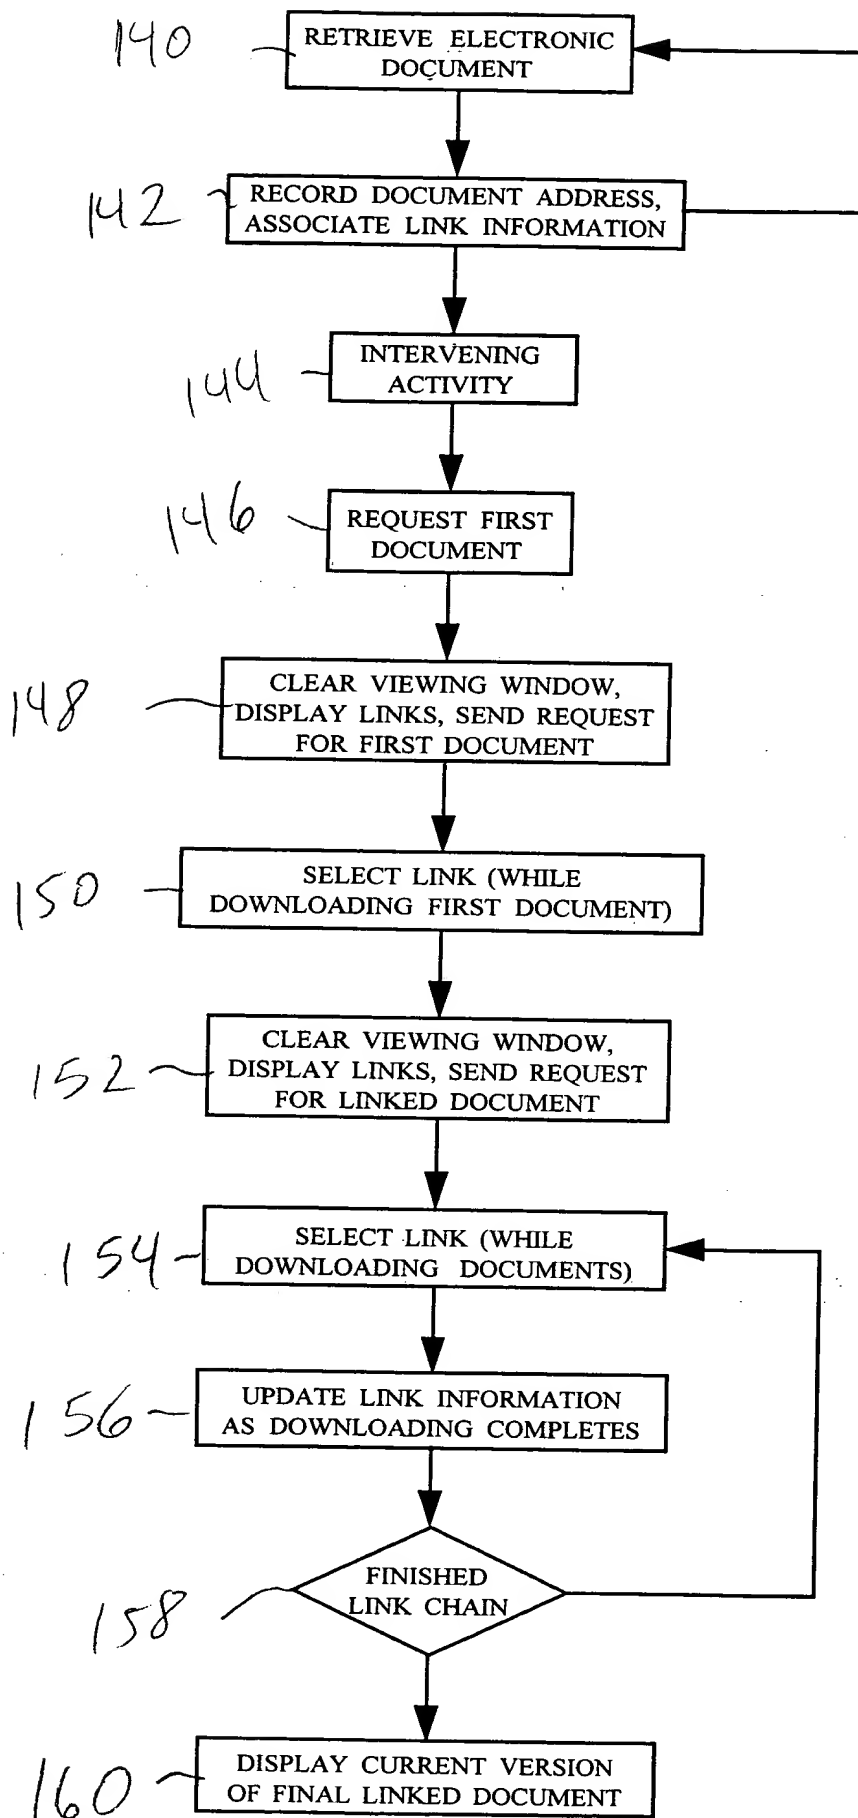 140
RETRIEVE ELECTRONIC
DOCUMENT
142
RECORD DOCUMENT ADDRESS,
ASSOCIATE LINK INFORMATION
144
INTERVENING
ACTIVITY
146
REQUEST FIRST
DOCUMENT
148
CLEAR VIEWING WINDOW,
DISPLAY LINKS, SEND REQUEST
FOR FIRST DOCUMENT
150
SELECT LINK (WHILE
DOWNLOADING FIRST DOCUMENT)
152
CLEAR VIEWING WINDOW,
DISPLAY LINKS, SEND REQUEST
FOR LINKED DOCUMENT
154
SELECT LINK (WHILE
DOWNLOADING DOCUMENTS)
156
UPDATE LINK INFORMATION
AS DOWNLOADING COMPLETES
158
FINISHED
LINK CHAIN
160
DISPLAY CURRENT VERSION
OF FINAL LINKED DOCUMENT